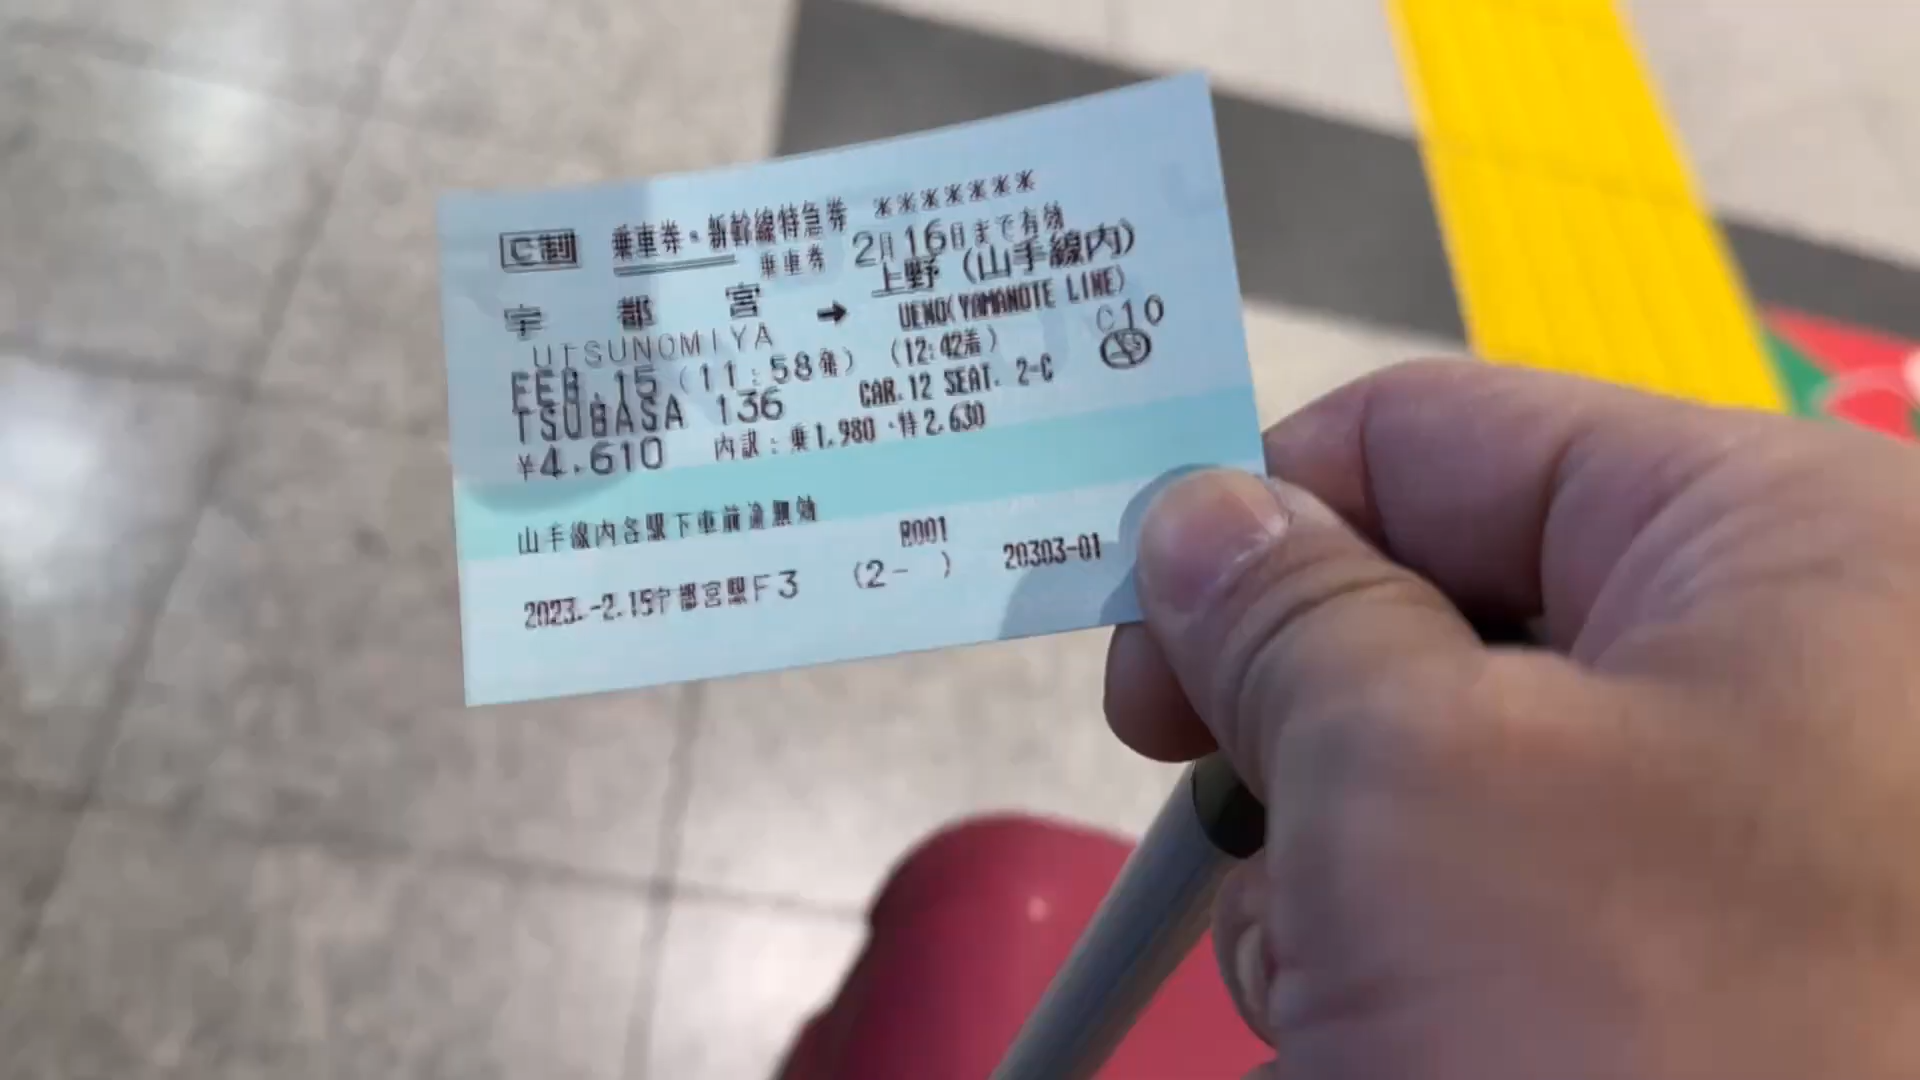 C制 乗車券・新幹線特急券 ※※※※※※※
乗車券 2月16日まで有効
宇都宮 → 上野(山手線内)
UTSUNOMIYA UENO(YAMANOTE LINE)
FEB.15(11:58発) (12:42着) C10
TSUBASA 136 CAR.12 SEAT. 2-C
¥4,610 内訳:乗1,980・特2,630
山手線内各駅下車前途無効
R001
2023.-2.15宇都宮駅F3 (2- ) 20303-01